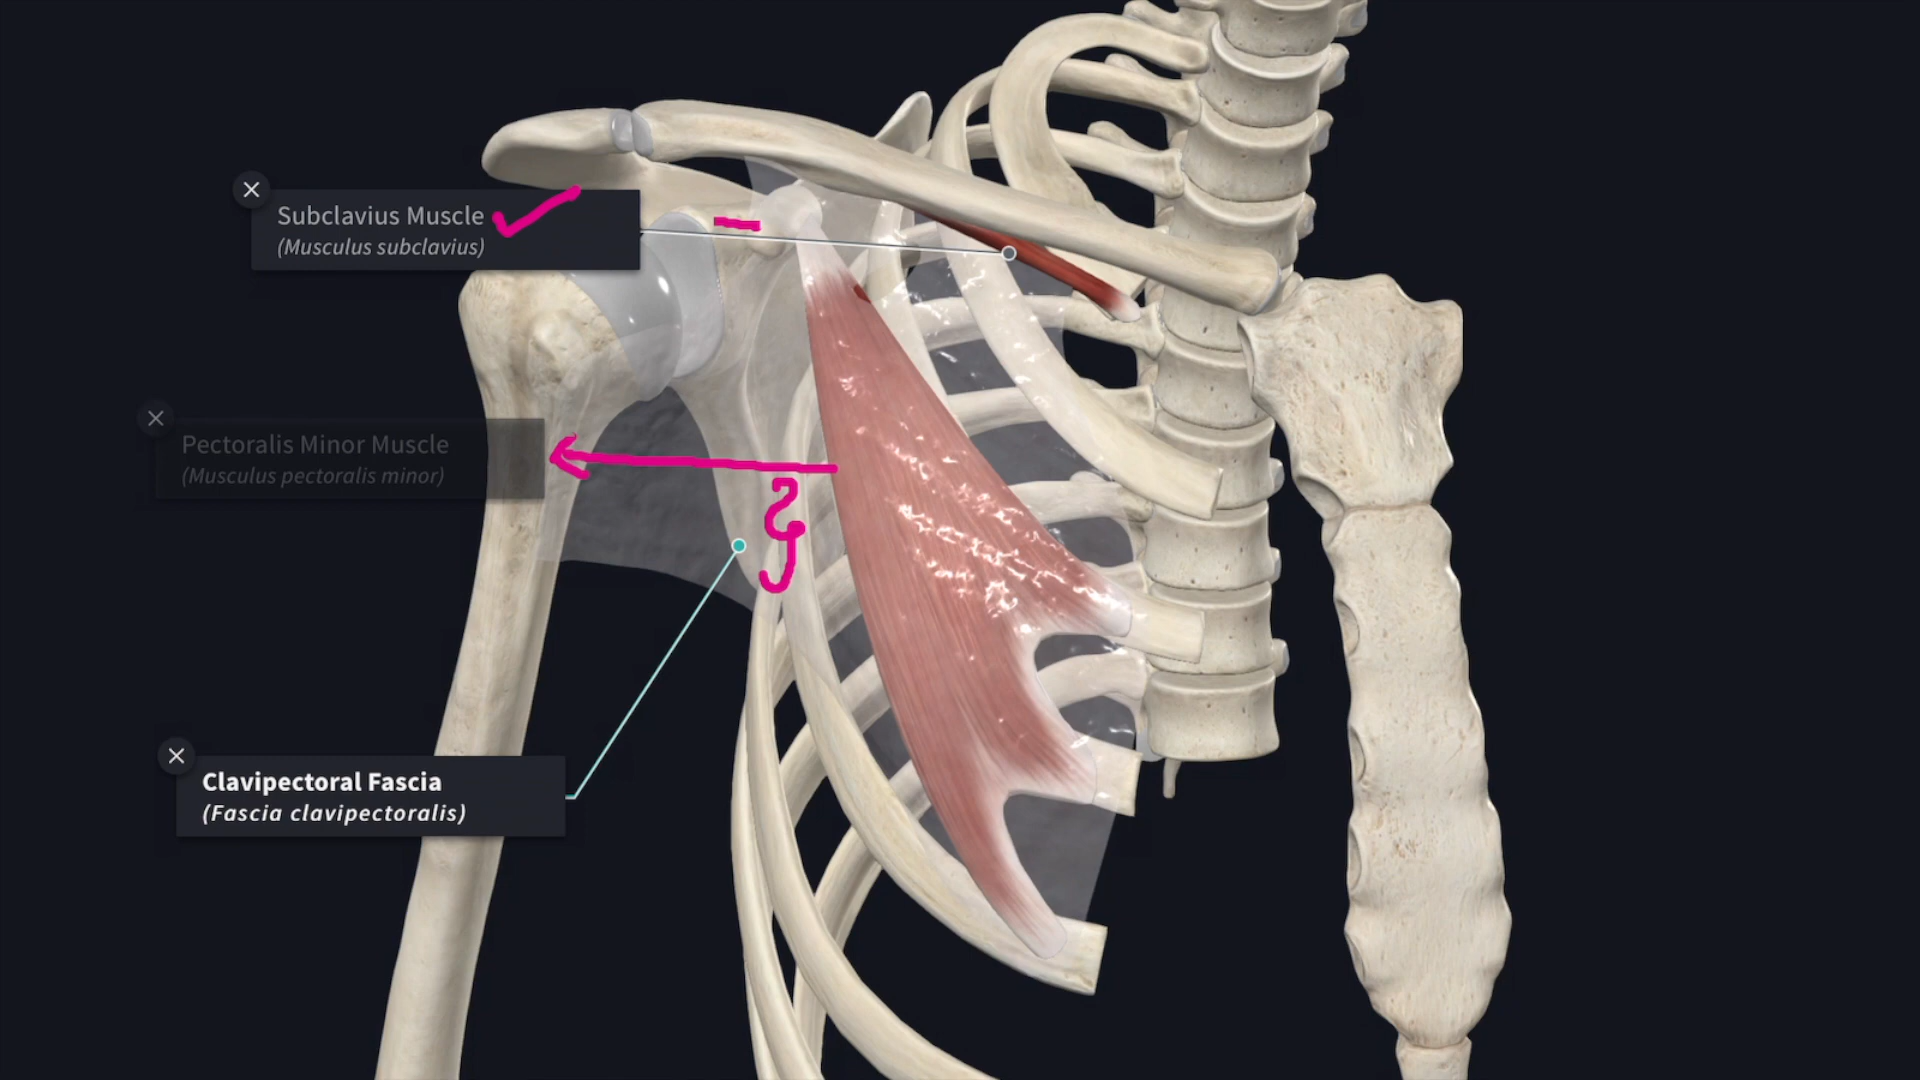 Subclavius Muscle
(Musculus subclavius)
Pectoralis Minor Muscle
(Musculus pectoralis minor)
Clavipectoral Fascia
(Fascia clavipectoralis)